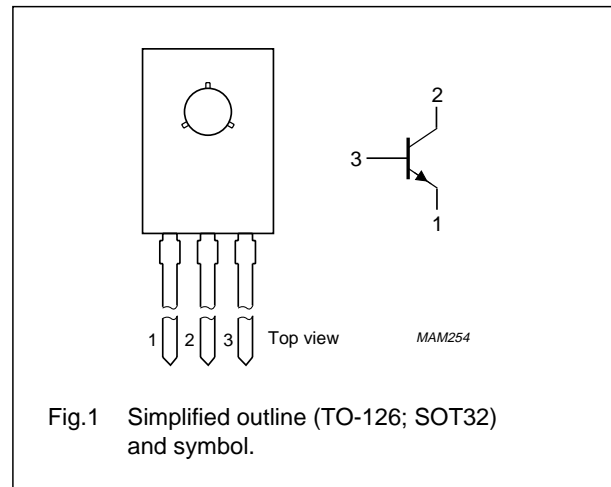 2
3
1
1 2 3 Top view MAM254
Fig.1 Simplified outline (TO-126; SOT32)
and symbol.